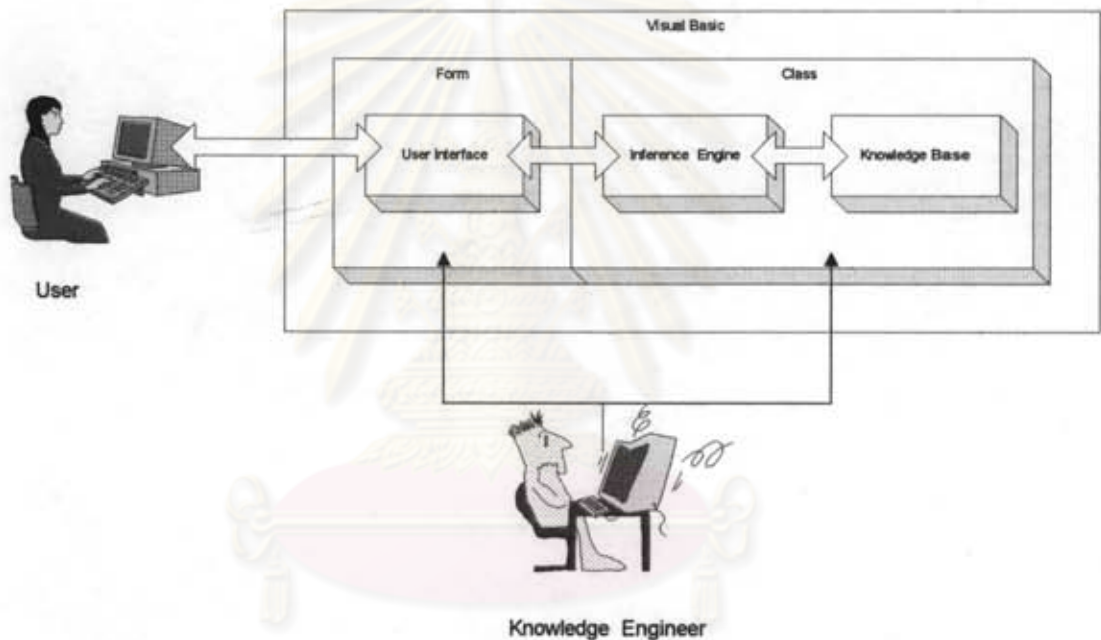 Visual Basic
Form
Class
User Interface
Inference Engine
Knowledge Base
User
Knowledge Engineer